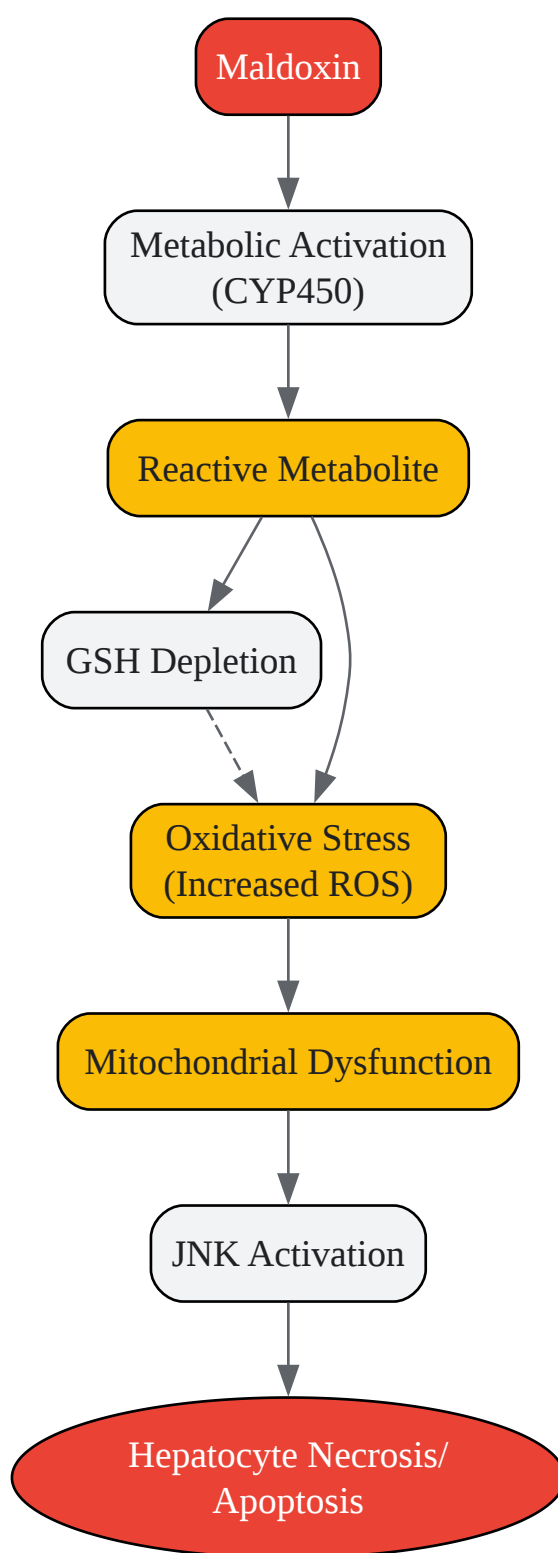 Maldoxin
Metabolic Activation
(CYP450)
Reactive Metabolite
GSH Depletion
Oxidative Stress
(Increased ROS)
Mitochondrial Dysfunction
JNK Activation
Hepatocyte Necrosis/
Apoptosis